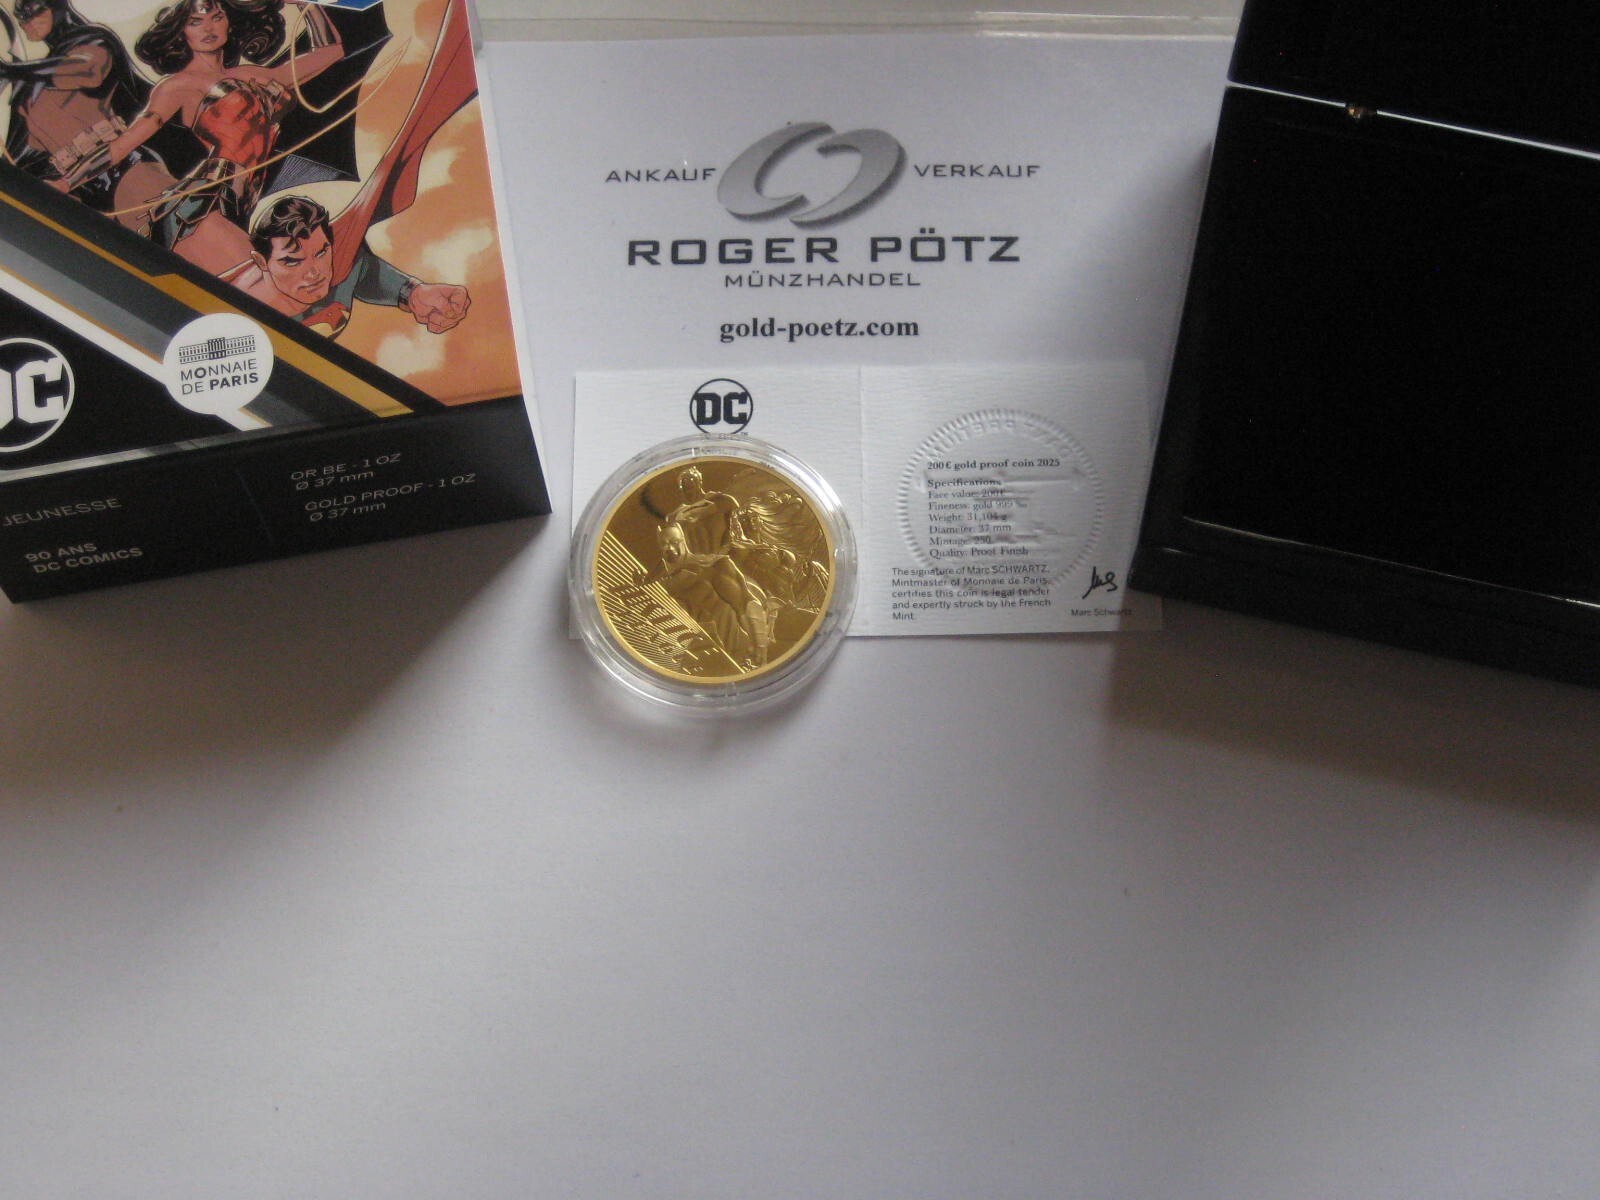 DC
MONNAIE
DE PARIS
JEUNESSE
90 ANS
DC COMICS
OR BE - 1 OZ
Ø 37 mm
GOLD PROOF - 1 OZ
Ø 37 mm
ANKAUF
VERKAUF
ROGER PÖTZ
MÜNZHANDEL
gold-poetz.com
DC
200€ gold proof coin 2025
Specifications
Face value: 200€
Fineness: gold 999 ‰
Weight: 31,104 g
Diameter: 37 mm
Mintage: 250
Quality: Proof Finish
The signature of Marc SCHWARTZ,
Mintmaster of Monnaie de Paris,
certifies this coin is legal tender
and expertly struck by the French
Mint.
Marc Schwartz